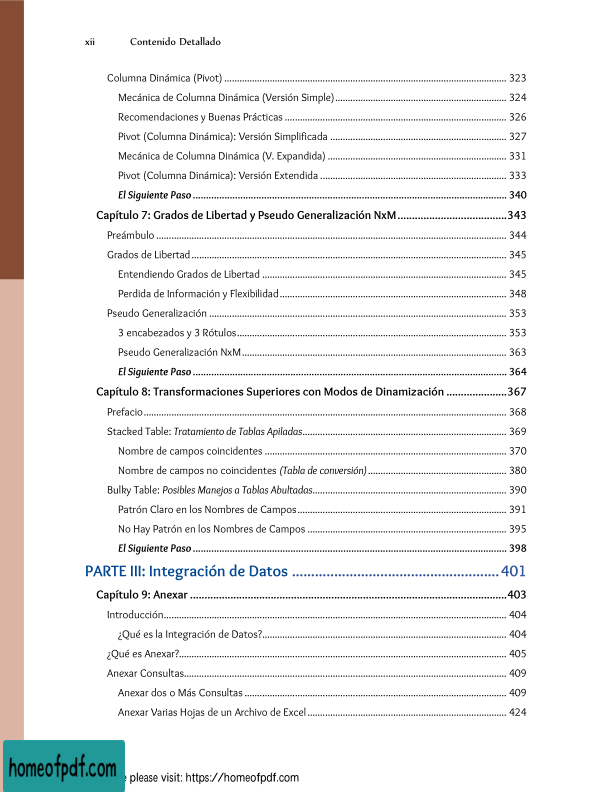 xii Contenido Detallado
Columna Dinámica (Pivot) ........ 323
Mecánica de Columna Dinámica (Versión Simple) ........ 324
Recomendaciones y Buenas Prácticas ........ 326
Pivot (Columna Dinámica): Versión Simplificada ........ 327
Mecánica de Columna Dinámica (V. Expandida) ........ 331
Pivot (Columna Dinámica): Versión Extendida ........ 333
El Siguiente Paso ........ 340
Capítulo 7: Grados de Libertad y Pseudo Generalización NxM ........ 343
Preámbulo ........ 344
Grados de Libertad ........ 345
Entendiendo Grados de Libertad ........ 345
Perdida de Información y Flexibilidad ........ 348
Pseudo Generalización ........ 353
3 encabezados y 3 Rótulos ........ 353
Pseudo Generalización NxM ........ 363
El Siguiente Paso ........ 364
Capítulo 8: Transformaciones Superiores con Modos de Dinamización ........ 367
Prefacio ........ 368
Stacked Table: Tratamiento de Tablas Apiladas ........ 369
Nombre de campos coincidentes ........ 370
Nombre de campos no coincidentes (Tabla de conversión) ........ 380
Bulky Table: Posibles Manejos a Tablas Abultadas ........ 390
Patrón Claro en los Nombres de Campos ........ 391
No Hay Patrón en los Nombres de Campos ........ 395
El Siguiente Paso ........ 398
PARTE III: Integración de Datos ........ 401
Capítulo 9: Anexar ........ 403
Introducción ........ 404
¿Qué es la Integración de Datos? ........ 404
¿Qué es Anexar? ........ 405
Anexar Consultas ........ 409
Anexar dos o Más Consultas ........ 409
Anexar Varias Hojas de un Archivo de Excel ........ 424
homeofpdf.com
please visit: https://homeofpdf.com